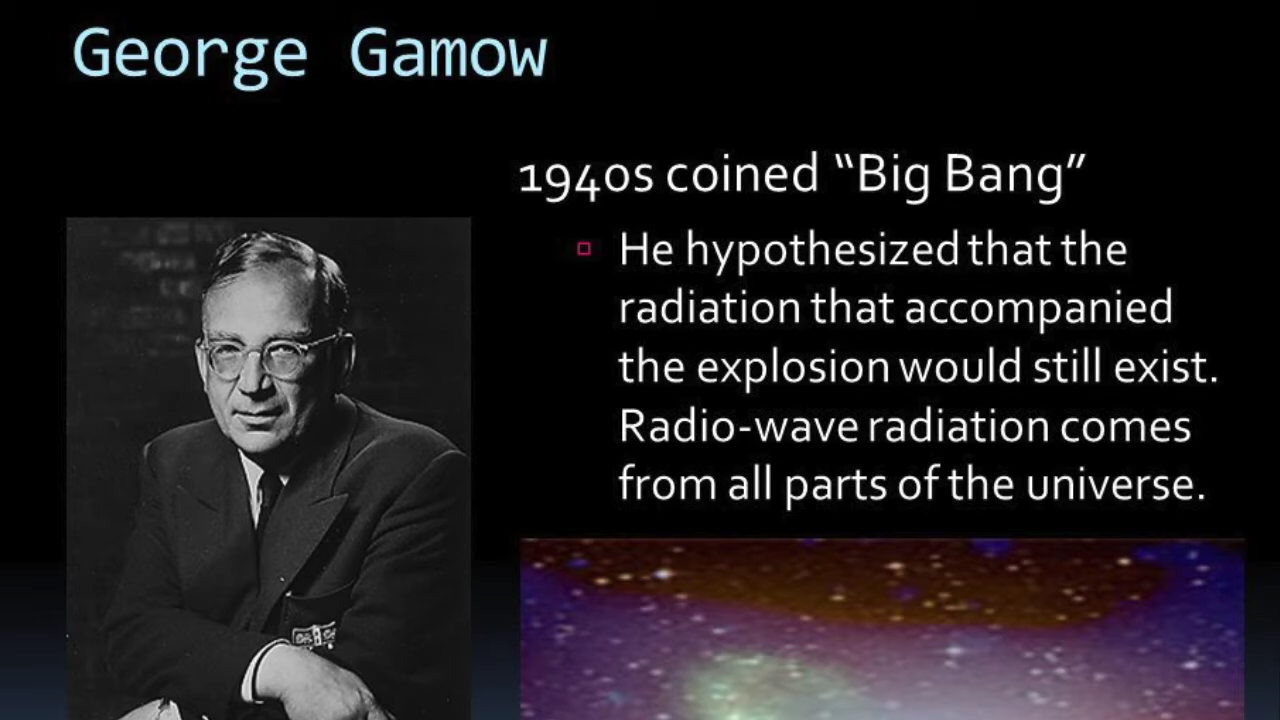 George Gamow
1940s coined “Big Bang”
He hypothesized that the
radiation that accompanied
the explosion would still exist.
Radio-wave radiation comes
from all parts of the universe.